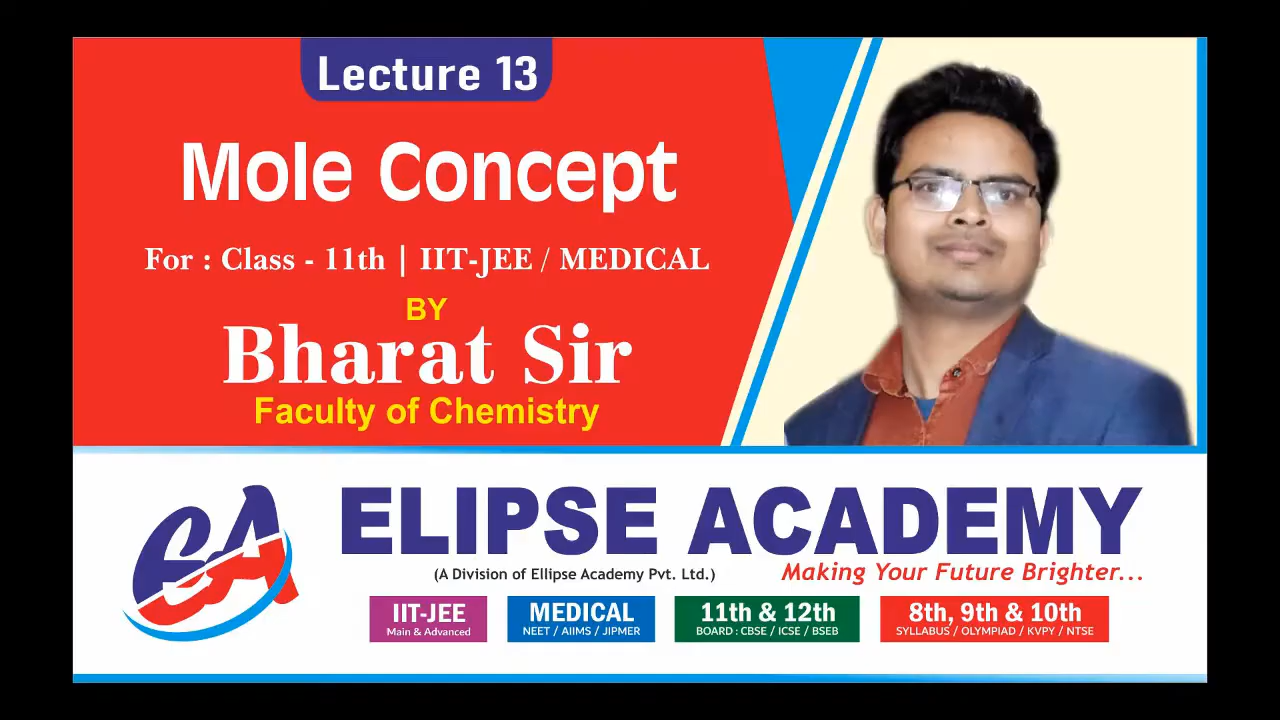 Lecture 13
Mole Concept
For : Class - 11th | IIT-JEE / MEDICAL
BY
Bharat Sir
Faculty of Chemistry
EA
ELIPSE ACADEMY
(A Division of Ellipse Academy Pvt. Ltd.)
Making Your Future Brighter...
IIT-JEE
Main & Advanced
MEDICAL
NEET / AIIMS / JIPMER
11th & 12th
BOARD : CBSE / ICSE / BSEB
8th, 9th & 10th
SYLLABUS / OLYMPIAD / KVPY / NTSE